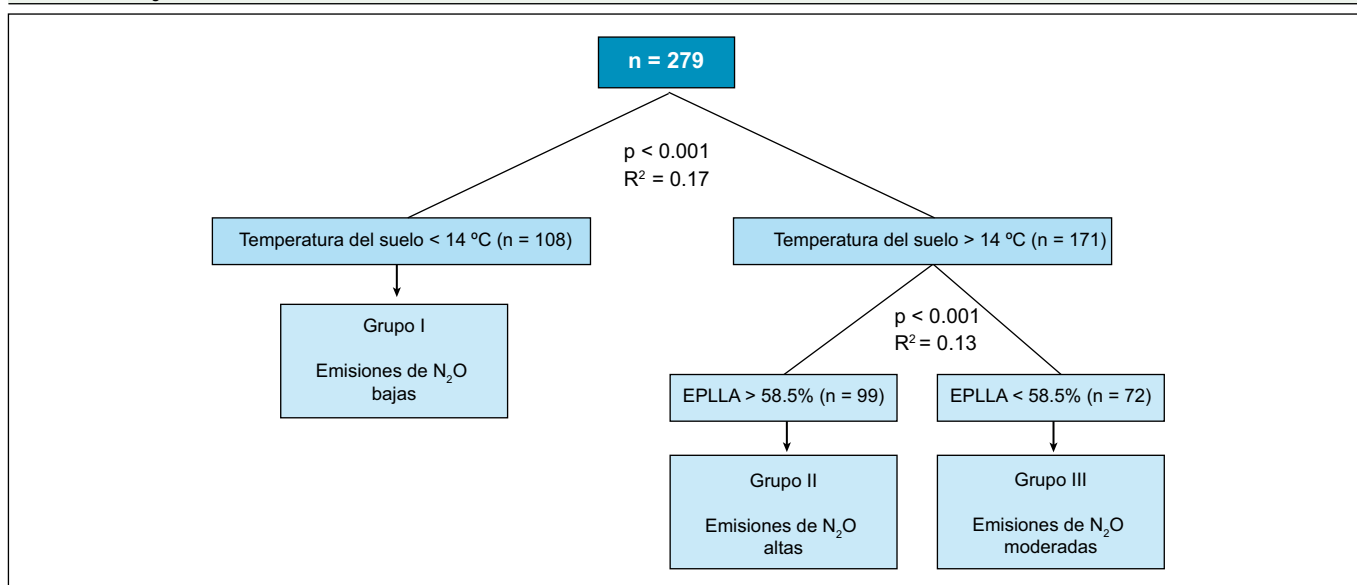 n = 279
p < 0.001
R² = 0.17
Temperatura del suelo < 14 ºC (n = 108)
Temperatura del suelo > 14 ºC (n = 171)
Grupo I
Emisiones de N₂O
bajas
p < 0.001
R² = 0.13
EPLLA > 58.5% (n = 99)
EPLLA < 58.5% (n = 72)
Grupo II
Emisiones de N₂O
altas
Grupo III
Emisiones de N₂O
moderadas